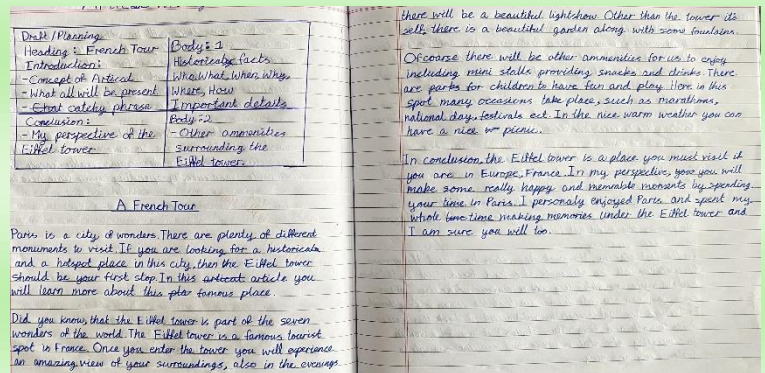 Draft/Planning
Heading: French Tour
Introduction:
- Concept of Artical
- What all will be present
- catchy phrase
Conclusion:
- My perspective of the
Eiffel tower
Body: 1
Historical facts
Who, What, When, Why,
Where, How
Important details
Body: 2
- Other ammenities
surrounding the
Eiffel tower.
A French Tour
Paris is a city of wonders. There are plenty of different
monuments to visit. If you are looking for a historical
and a hotspot place in this city, then the Eiffel tower
should be your first stop. In this article you
will learn more about this famous place.
Did you know, that the Eiffel tower is part of the seven
wonders of the world. The Eiffel tower is a famous tourist
spot in France. Once you enter the tower you will experience
an amazing view of your surroundings, also in the evenings
there will be a beautiful lightshow. Other than the tower it's
self, there is a beautiful garden along with some fountains.
Ofcoarse there will be other ammenities for us to enjoy
including mini stalls providing snacks and drinks. There
are parks for children to have fun and play. Here in this
spot many occasions take place, such as marathons,
national day, festivals ect. In the nice warm weather you can
have a nice picnic.
In conclusion, the Eiffel tower is a place you must visit if
you are in Europe, France. In my perspective, you will
make some really happy and memrable moments by spending
your time in Paris. I personaly enjoyed Paris and spent my
whole time making memories under the Eiffel tower and
I am sure you will too.